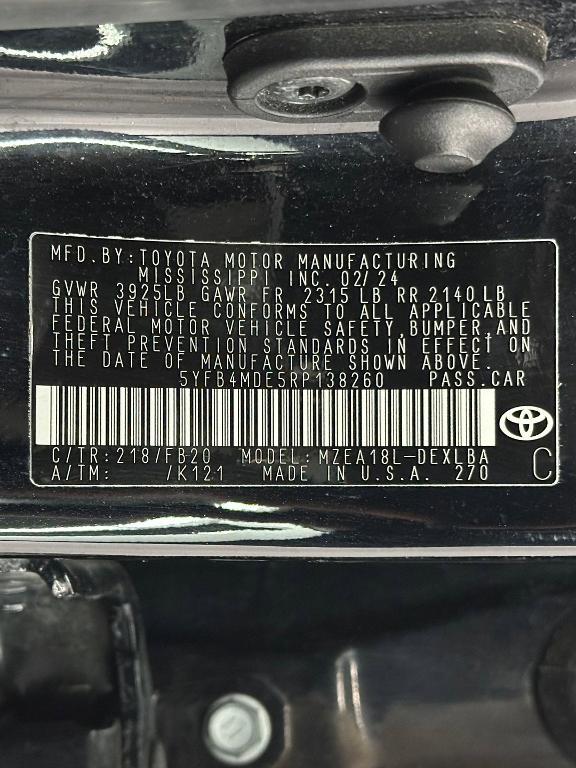 MFD.BY:TOYOTA MOTOR MANUFACTURING
MISSISSIPPI INC. 02/24
GVWR 3925LB GAWR FR 2315 LB RR 2140 LB
THIS VEHICLE CONFORMS TO ALL APPLICABLE
FEDERAL MOTOR VEHICLE SAFETY,BUMPER,AND
THEFT PREVENTION STANDARDS IN EFFECT ON
THE DATE OF MANUFACTURE SHOWN ABOVE.
5YFB4MDE5RP138260 PASS.CAR
C/TR:218/FB20 MODEL:MZEA18L-DEXLBA
A/TM: /K121 MADE IN U.S.A. 270 C